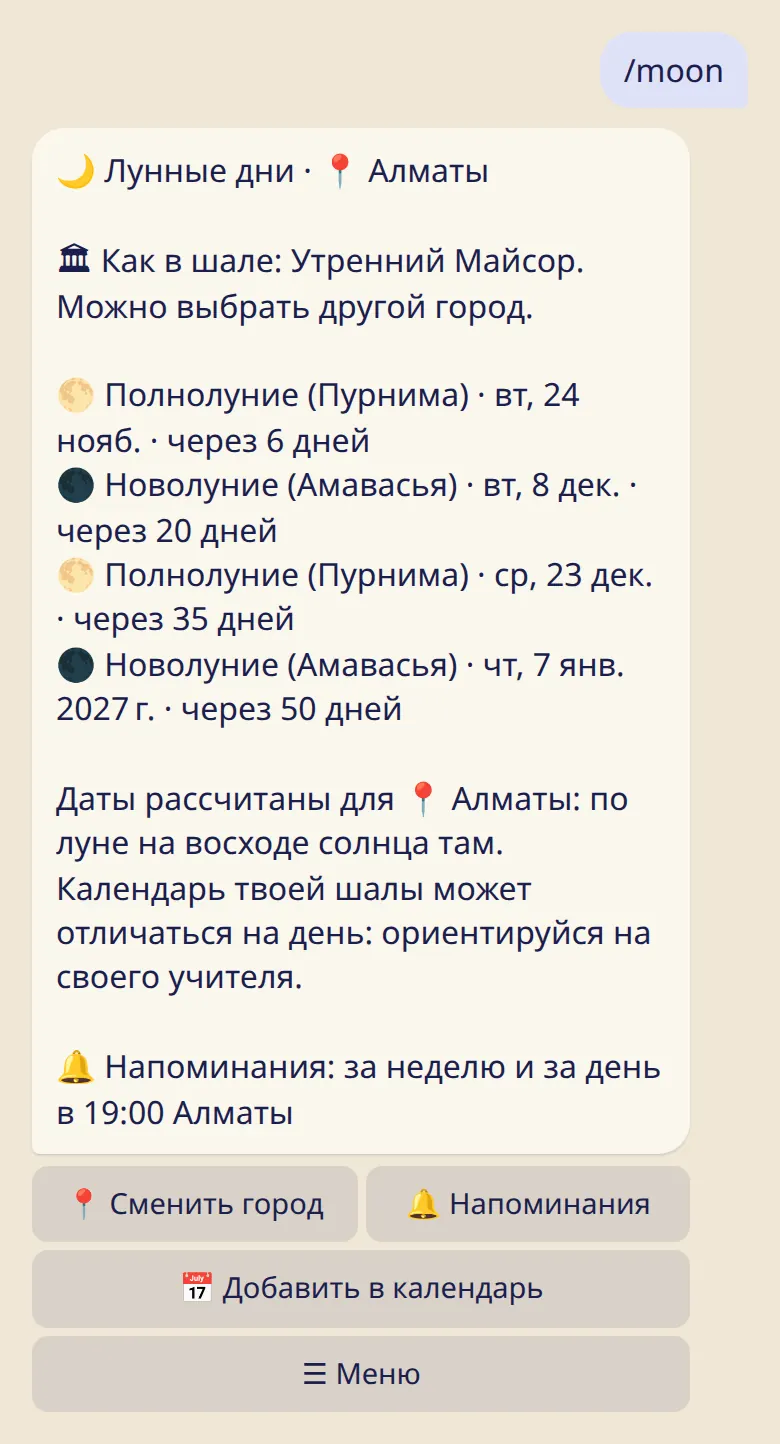 /moon
🌙 Лунные дни · 📍 Алматы
🏛 Как в шале: Утренний Майсор.
Можно выбрать другой город.
🌕 Полнолуние (Пурнима) · вт, 24
нояб. · через 6 дней
🌑 Новолуние (Амавасья) · вт, 8 дек. ·
через 20 дней
🌕 Полнолуние (Пурнима) · ср, 23 дек.
· через 35 дней
🌑 Новолуние (Амавасья) · чт, 7 янв.
2027 г. · через 50 дней
Даты рассчитаны для 📍 Алматы: по
луне на восходе солнца там.
Календарь твоей шалы может
отличаться на день: ориентируйся на
своего учителя.
🔔 Напоминания: за неделю и за день
в 19:00 Алматы
📍 Сменить город
🔔 Напоминания
📅 Добавить в календарь
☰ Меню